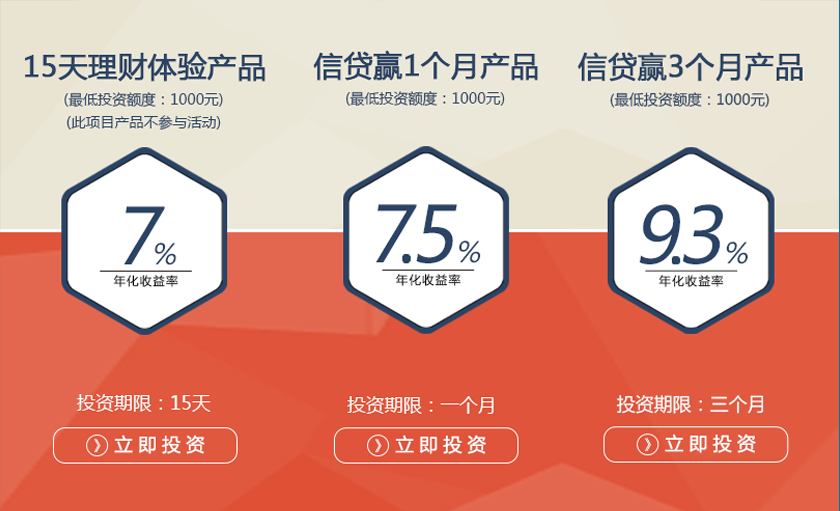 15天理财体验产品
(最低投资额度：1000元)
(此项目产品不参与活动)
7%
年化收益率
投资期限：15天
》立即投资
信贷赢1个月产品
(最低投资额度：1000元)
7.5%
年化收益率
投资期限：一个月
》立即投资
信贷赢3个月产品
(最低投资额度：1000元)
9.3%
年化收益率
投资期限：三个月
》立即投资